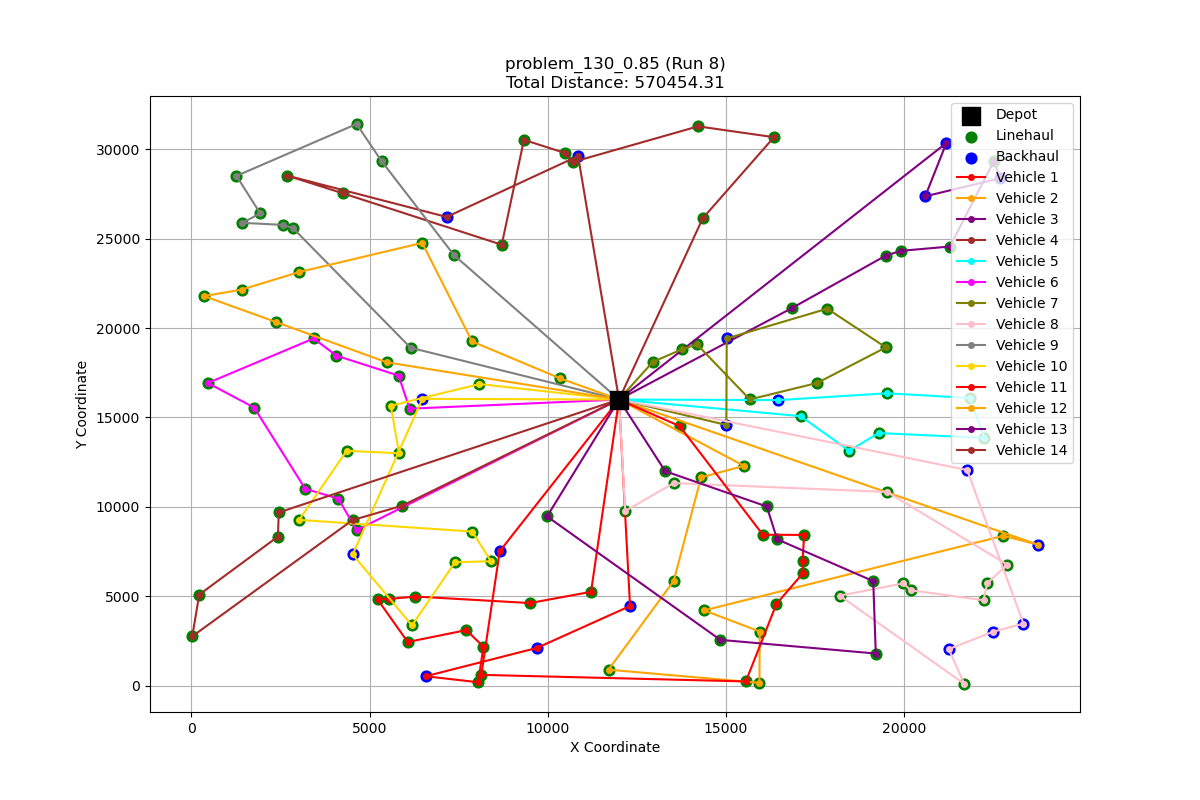 problem_130_0.85 (Run 8)
Total Distance: 570454.31
Y Coordinate
30000
25000
20000
15000
10000
5000
0
0 5000 10000 15000 20000
X Coordinate
Depot
Linehaul
Backhaul
Vehicle 1
Vehicle 2
Vehicle 3
Vehicle 4
Vehicle 5
Vehicle 6
Vehicle 7
Vehicle 8
Vehicle 9
Vehicle 10
Vehicle 11
Vehicle 12
Vehicle 13
Vehicle 14